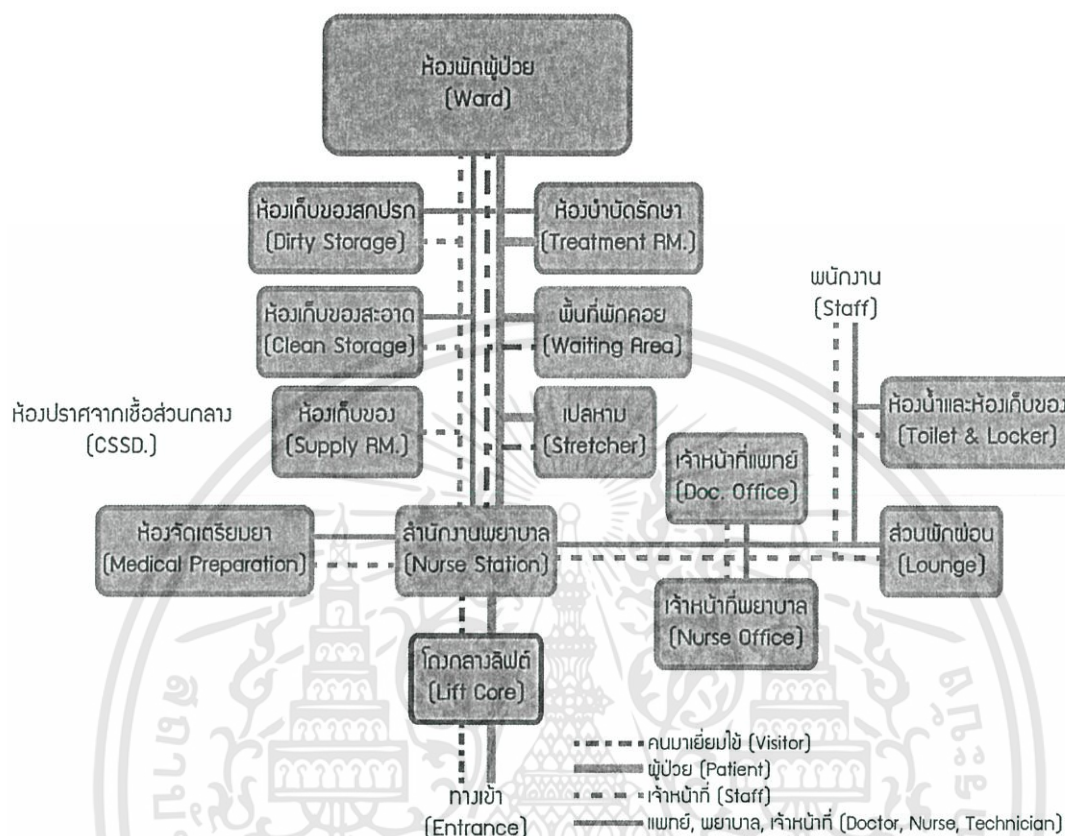 ห้องพักผู้ป่วย
(Ward)
ห้องเก็บของสกปรก
(Dirty Storage)
ห้องบำบัดรักษา
(Treatment RM.)
พนักงาน
(Staff)
ห้องเก็บของสะอาด
(Clean Storage)
พื้นที่พักคอย
(Waiting Area)
ห้องปราศจากเชื้อส่วนกลาง
(CSSD.)
ห้องเก็บของ
(Supply RM.)
เปลหาม
(Stretcher)
เจ้าหน้าที่แพทย์
(Doc. Office)
ห้องน้ำและห้องเก็บของ
(Toilet & Locker)
ห้องจัดเตรียมยา
(Medical Preparation)
สำนักงานพยาบาล
(Nurse Station)
ส่วนพักผ่อน
(Lounge)
เจ้าหน้าที่พยาบาล
(Nurse Office)
โถงกลางลิฟต์
(Lift Core)
ทางเข้า
(Entrance)
คนมาเยี่ยมไข้ (Visitor)
ผู้ป่วย (Patient)
เจ้าหน้าที่ (Staff)
แพทย์, พยาบาล, เจ้าหน้าที่ (Doctor, Nurse, Technician)